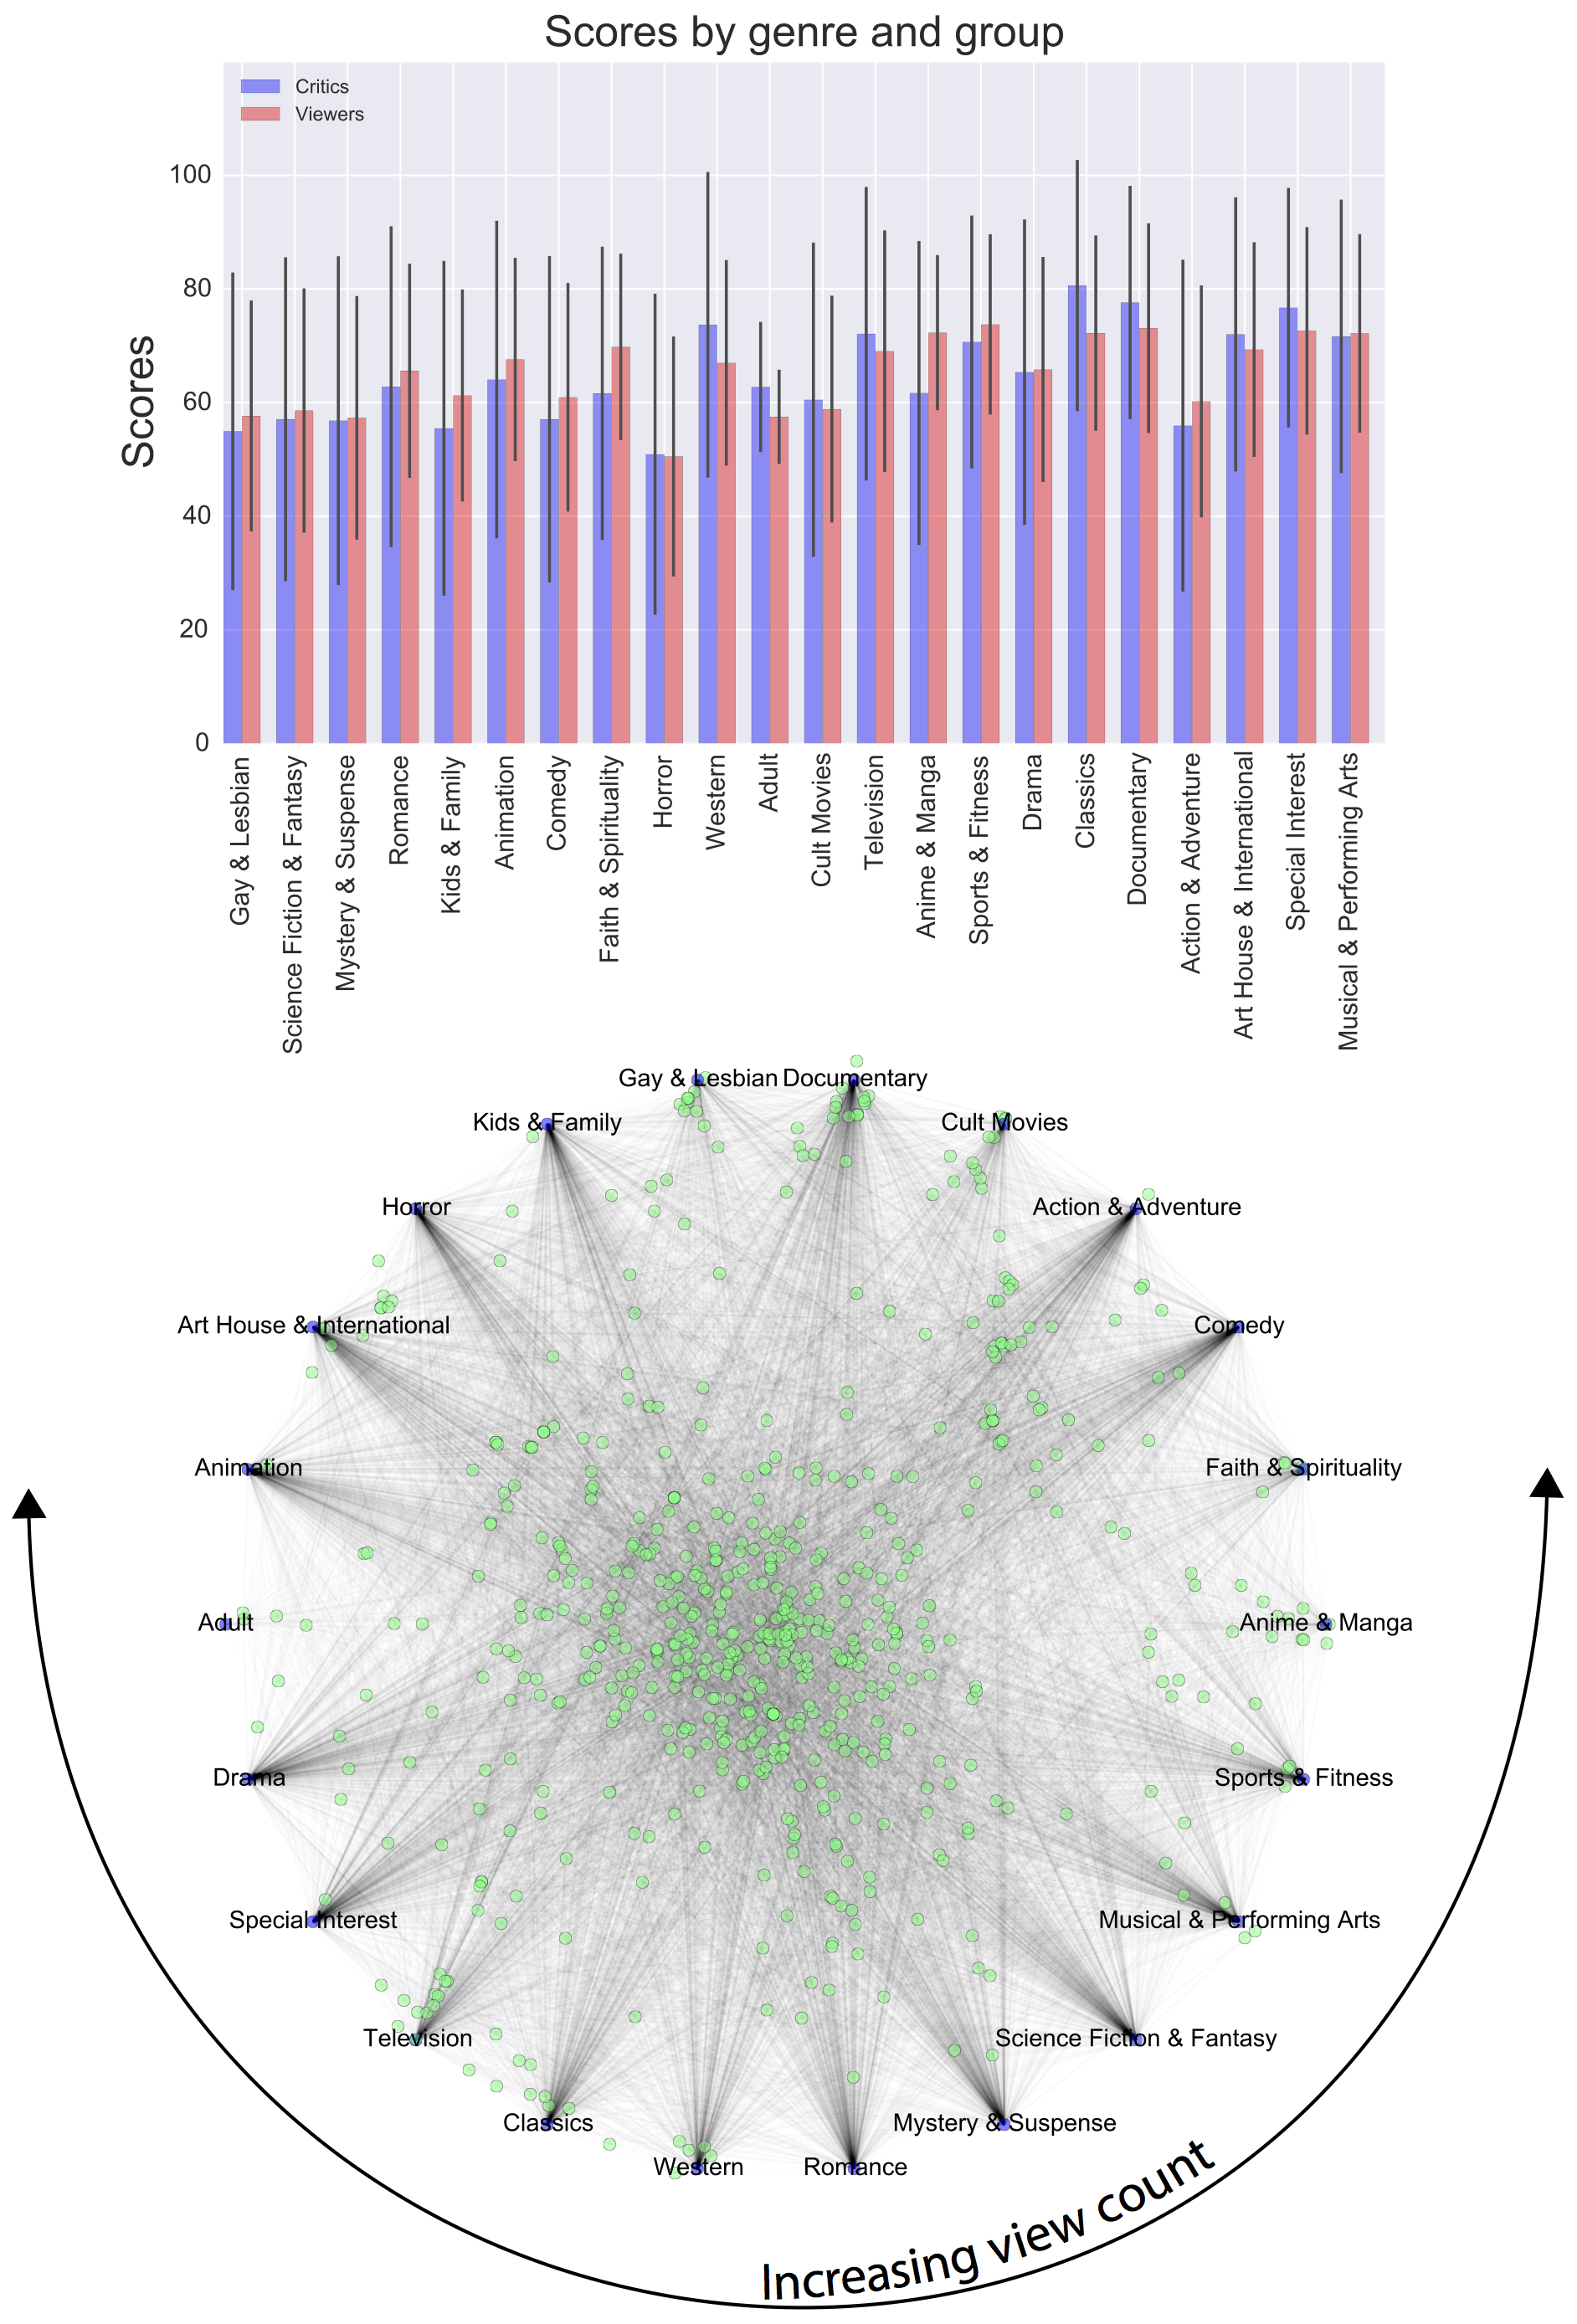 Scores by genre and group
Critics
Viewers
Scores
100
80
60
40
20
0
Gay & Lesbian
Science Fiction & Fantasy
Mystery & Suspense
Romance
Kids & Family
Animation
Comedy
Faith & Spirituality
Horror
Western
Adult
Cult Movies
Television
Anime & Manga
Sports & Fitness
Drama
Classics
Documentary
Action & Adventure
Art House & International
Special Interest
Musical & Performing Arts
Gay & Lesbian
Documentary
Kids & Family
Cult Movies
Horror
Action & Adventure
Art House & International
Comedy
Animation
Faith & Spirituality
Adult
Anime & Manga
Drama
Sports & Fitness
Special Interest
Musical & Performing Arts
Television
Science Fiction & Fantasy
Classics
Mystery & Suspense
Western
Romance
Increasing view count